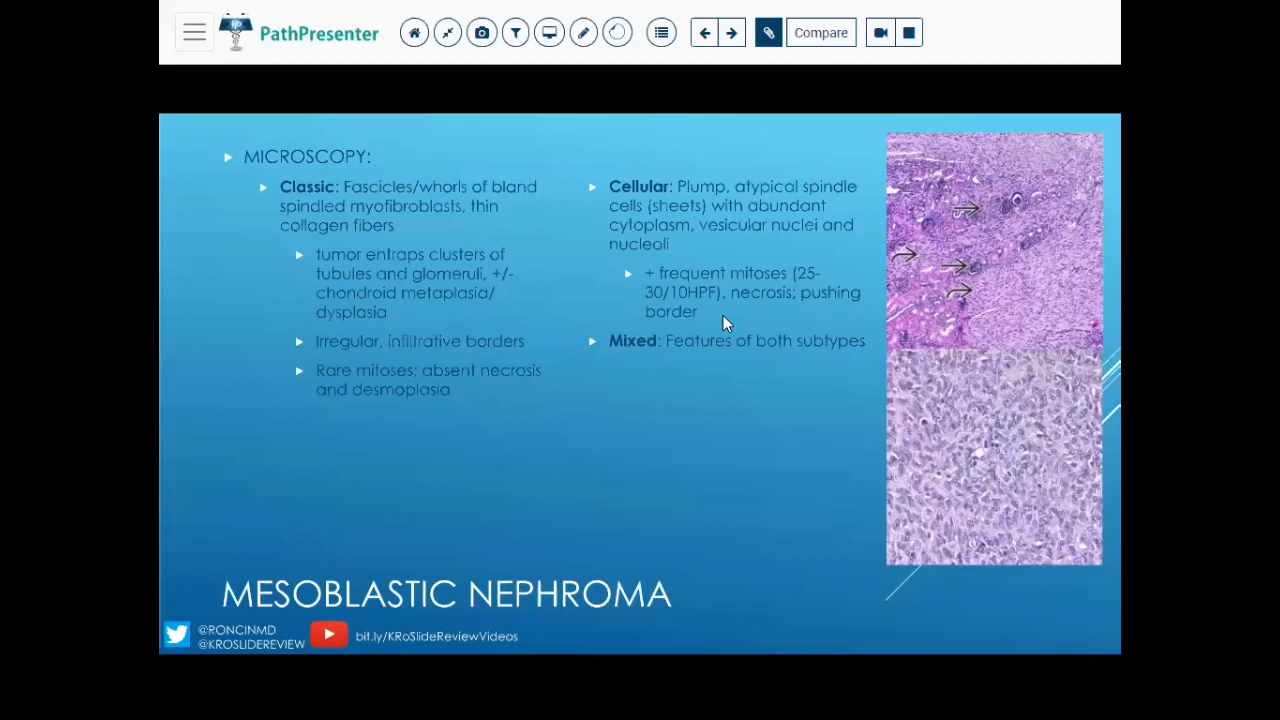 PathPresenter
Compare
MICROSCOPY:
Classic: Fascicles/whorls of bland
spindled myofibroblasts, thin
collagen fibers
tumor entraps clusters of
tubules and glomeruli, +/-
chondroid metaplasia/
dysplasia
Irregular, infiltrative borders
Rare mitoses; absent necrosis
and desmoplasia
Cellular: Plump, atypical spindle
cells (sheets) with abundant
cytoplasm, vesicular nuclei and
nucleoli
+ frequent mitoses (25-
30/10HPF), necrosis; pushing
border
Mixed: Features of both subtypes
MESOBLASTIC NEPHROMA
@RONCINMD
@KROSLIDEREVIEW
bit.ly/KRoSlideReviewVideos